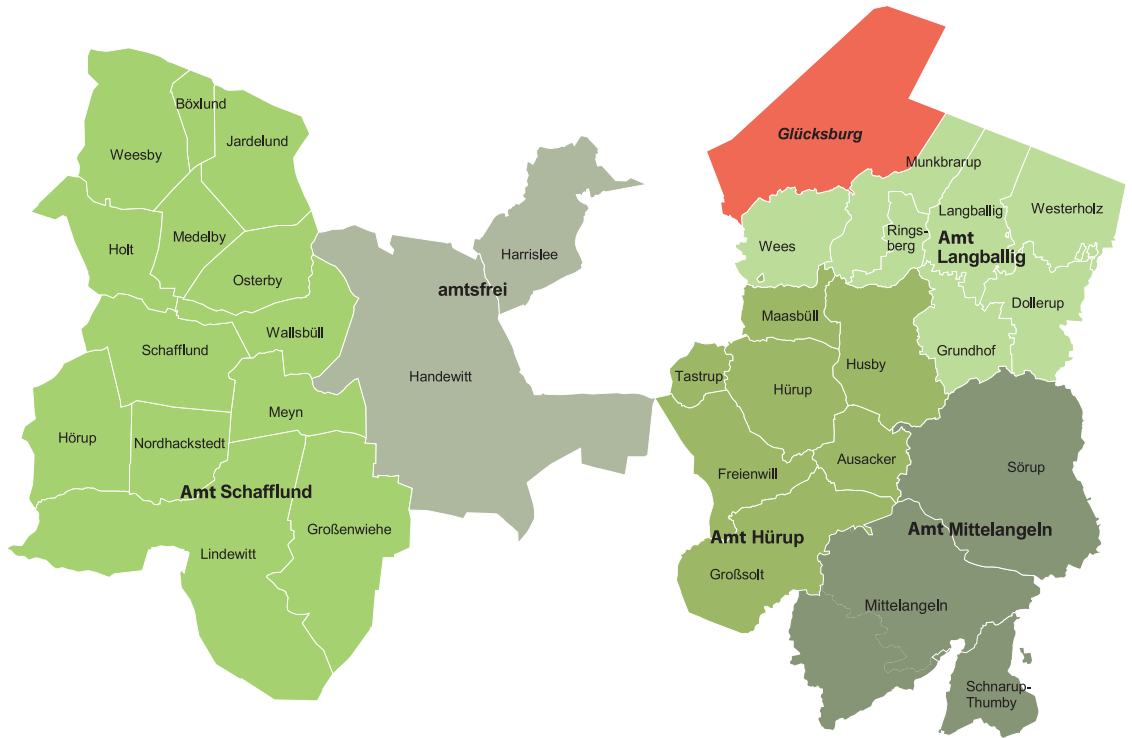 Böxlund
Weesby
Jardelund
Medelby
Holt
Osterby
Wallsbüll
Schafflund
Meyn
Hörup
Nordhackstedt
Amt Schafflund
Großenwiehe
Lindewitt
Harrislee
amtsfrei
Handewitt
Glücksburg
Munkbrarup
Langballig
Westerholz
Rings-
berg
Wees
Amt
Langballig
Dollerup
Grundhof
Maasbüll
Husby
Tastrup
Hürup
Ausacker
Freienwill
Amt Hürup
Großsolt
Sörup
Amt Mittelangeln
Mittelangeln
Schnarup-
Thumby